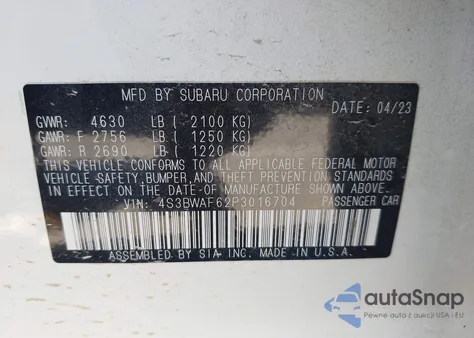 MFD BY SUBARU CORPORATION
DATE: 04/23
GVWR: 4630 LB ( 2100 KG)
GAWR: F 2756 LB ( 1250 KG)
GAWR: R 2690 LB ( 1220 KG)
THIS VEHICLE CONFORMS TO ALL APPLICABLE FEDERAL MOTOR
VEHICLE SAFETY, BUMPER, AND THEFT PREVENTION STANDARDS
IN EFFECT ON THE DATE OF MANUFACTURE SHOWN ABOVE.
VIN: 4S3BWAF62P3016704 PASSENGER CAR
ASSEMBLED BY SIA INC. MADE IN U.S.A.
autoSnap
Pewne auta z aukcji USA i EU